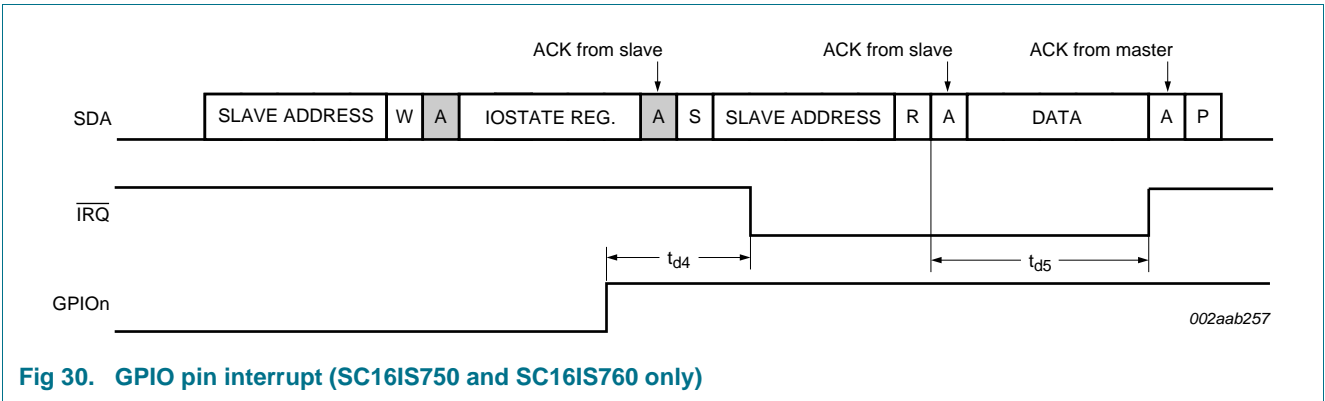 ACK from slave ACK from slave ACK from master
SDA SLAVE ADDRESS W A IOSTATE REG. A S SLAVE ADDRESS R A DATA A P
IRQ
td4 td5
GPIOn
002aab257
Fig 30. GPIO pin interrupt (SC16IS750 and SC16IS760 only)